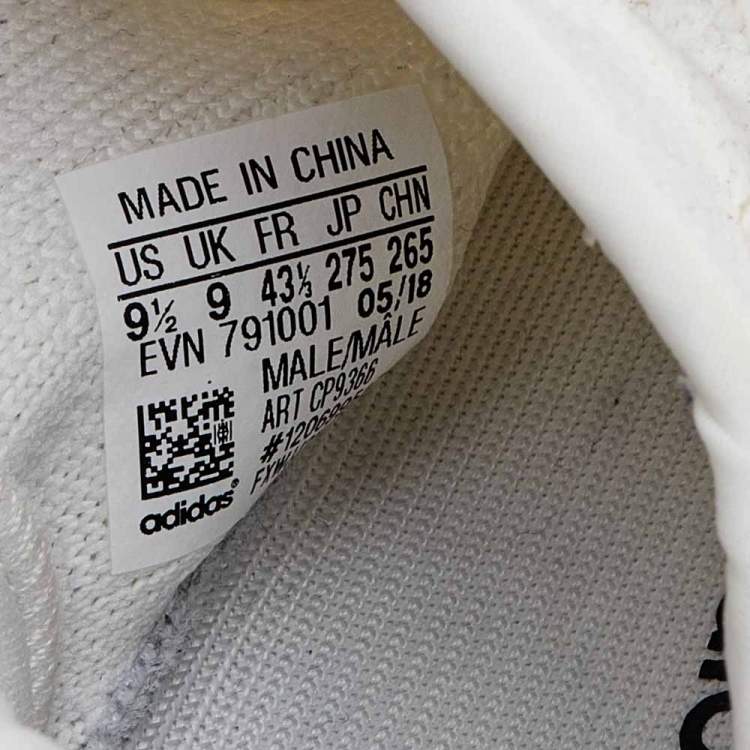 MADE IN CHINA
US UK FR JP CHN
9½ 9 43⅓ 275 265
EVN 791001 05/18
MALE/MÂLE
ART CP9366
adidas®